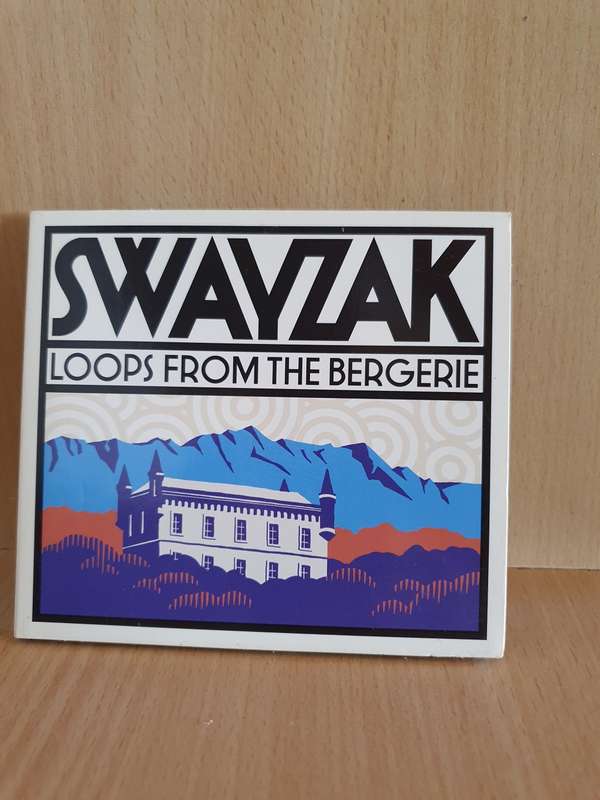 SWAYZAK
LOOPS FROM THE BERGERIE